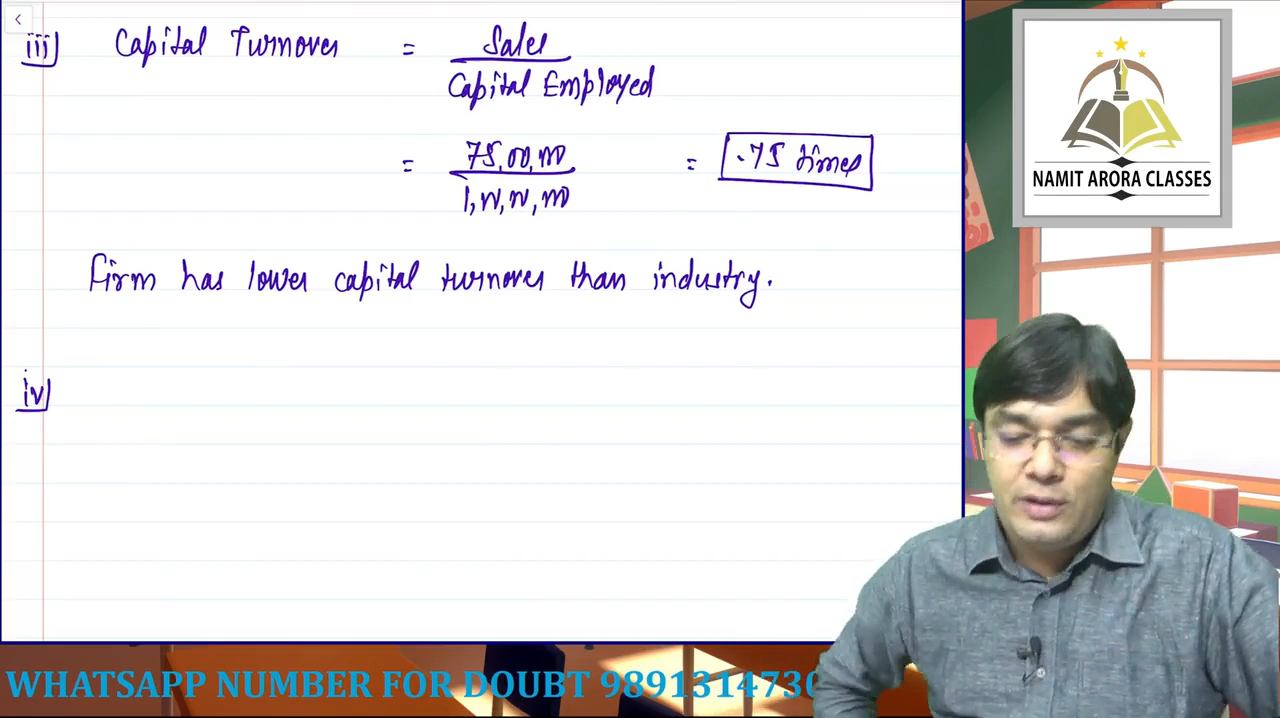 iii) Capital Turnover = Sales
Capital Employed
= 75,00,000 = .75 times
1,00,00,000
Firm has lower capital turnover than industry.
iv)
NAMIT ARORA CLASSES
WHATSAPP NUMBER FOR DOUBT 9891314730